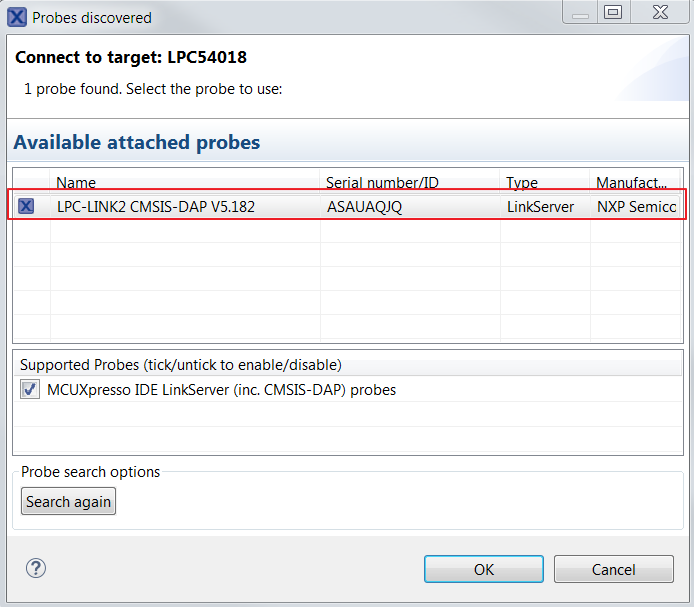 Probes discovered
Connect to target: LPC54018
1 probe found. Select the probe to use:
Available attached probes
Name Serial number/ID Type Manufact...
LPC-LINK2 CMSIS-DAP V5.182 ASAUAQJQ LinkServer NXP Semicc
Supported Probes (tick/untick to enable/disable)
MCUXpresso IDE LinkServer (inc. CMSIS-DAP) probes
Probe search options
Search again
OK Cancel